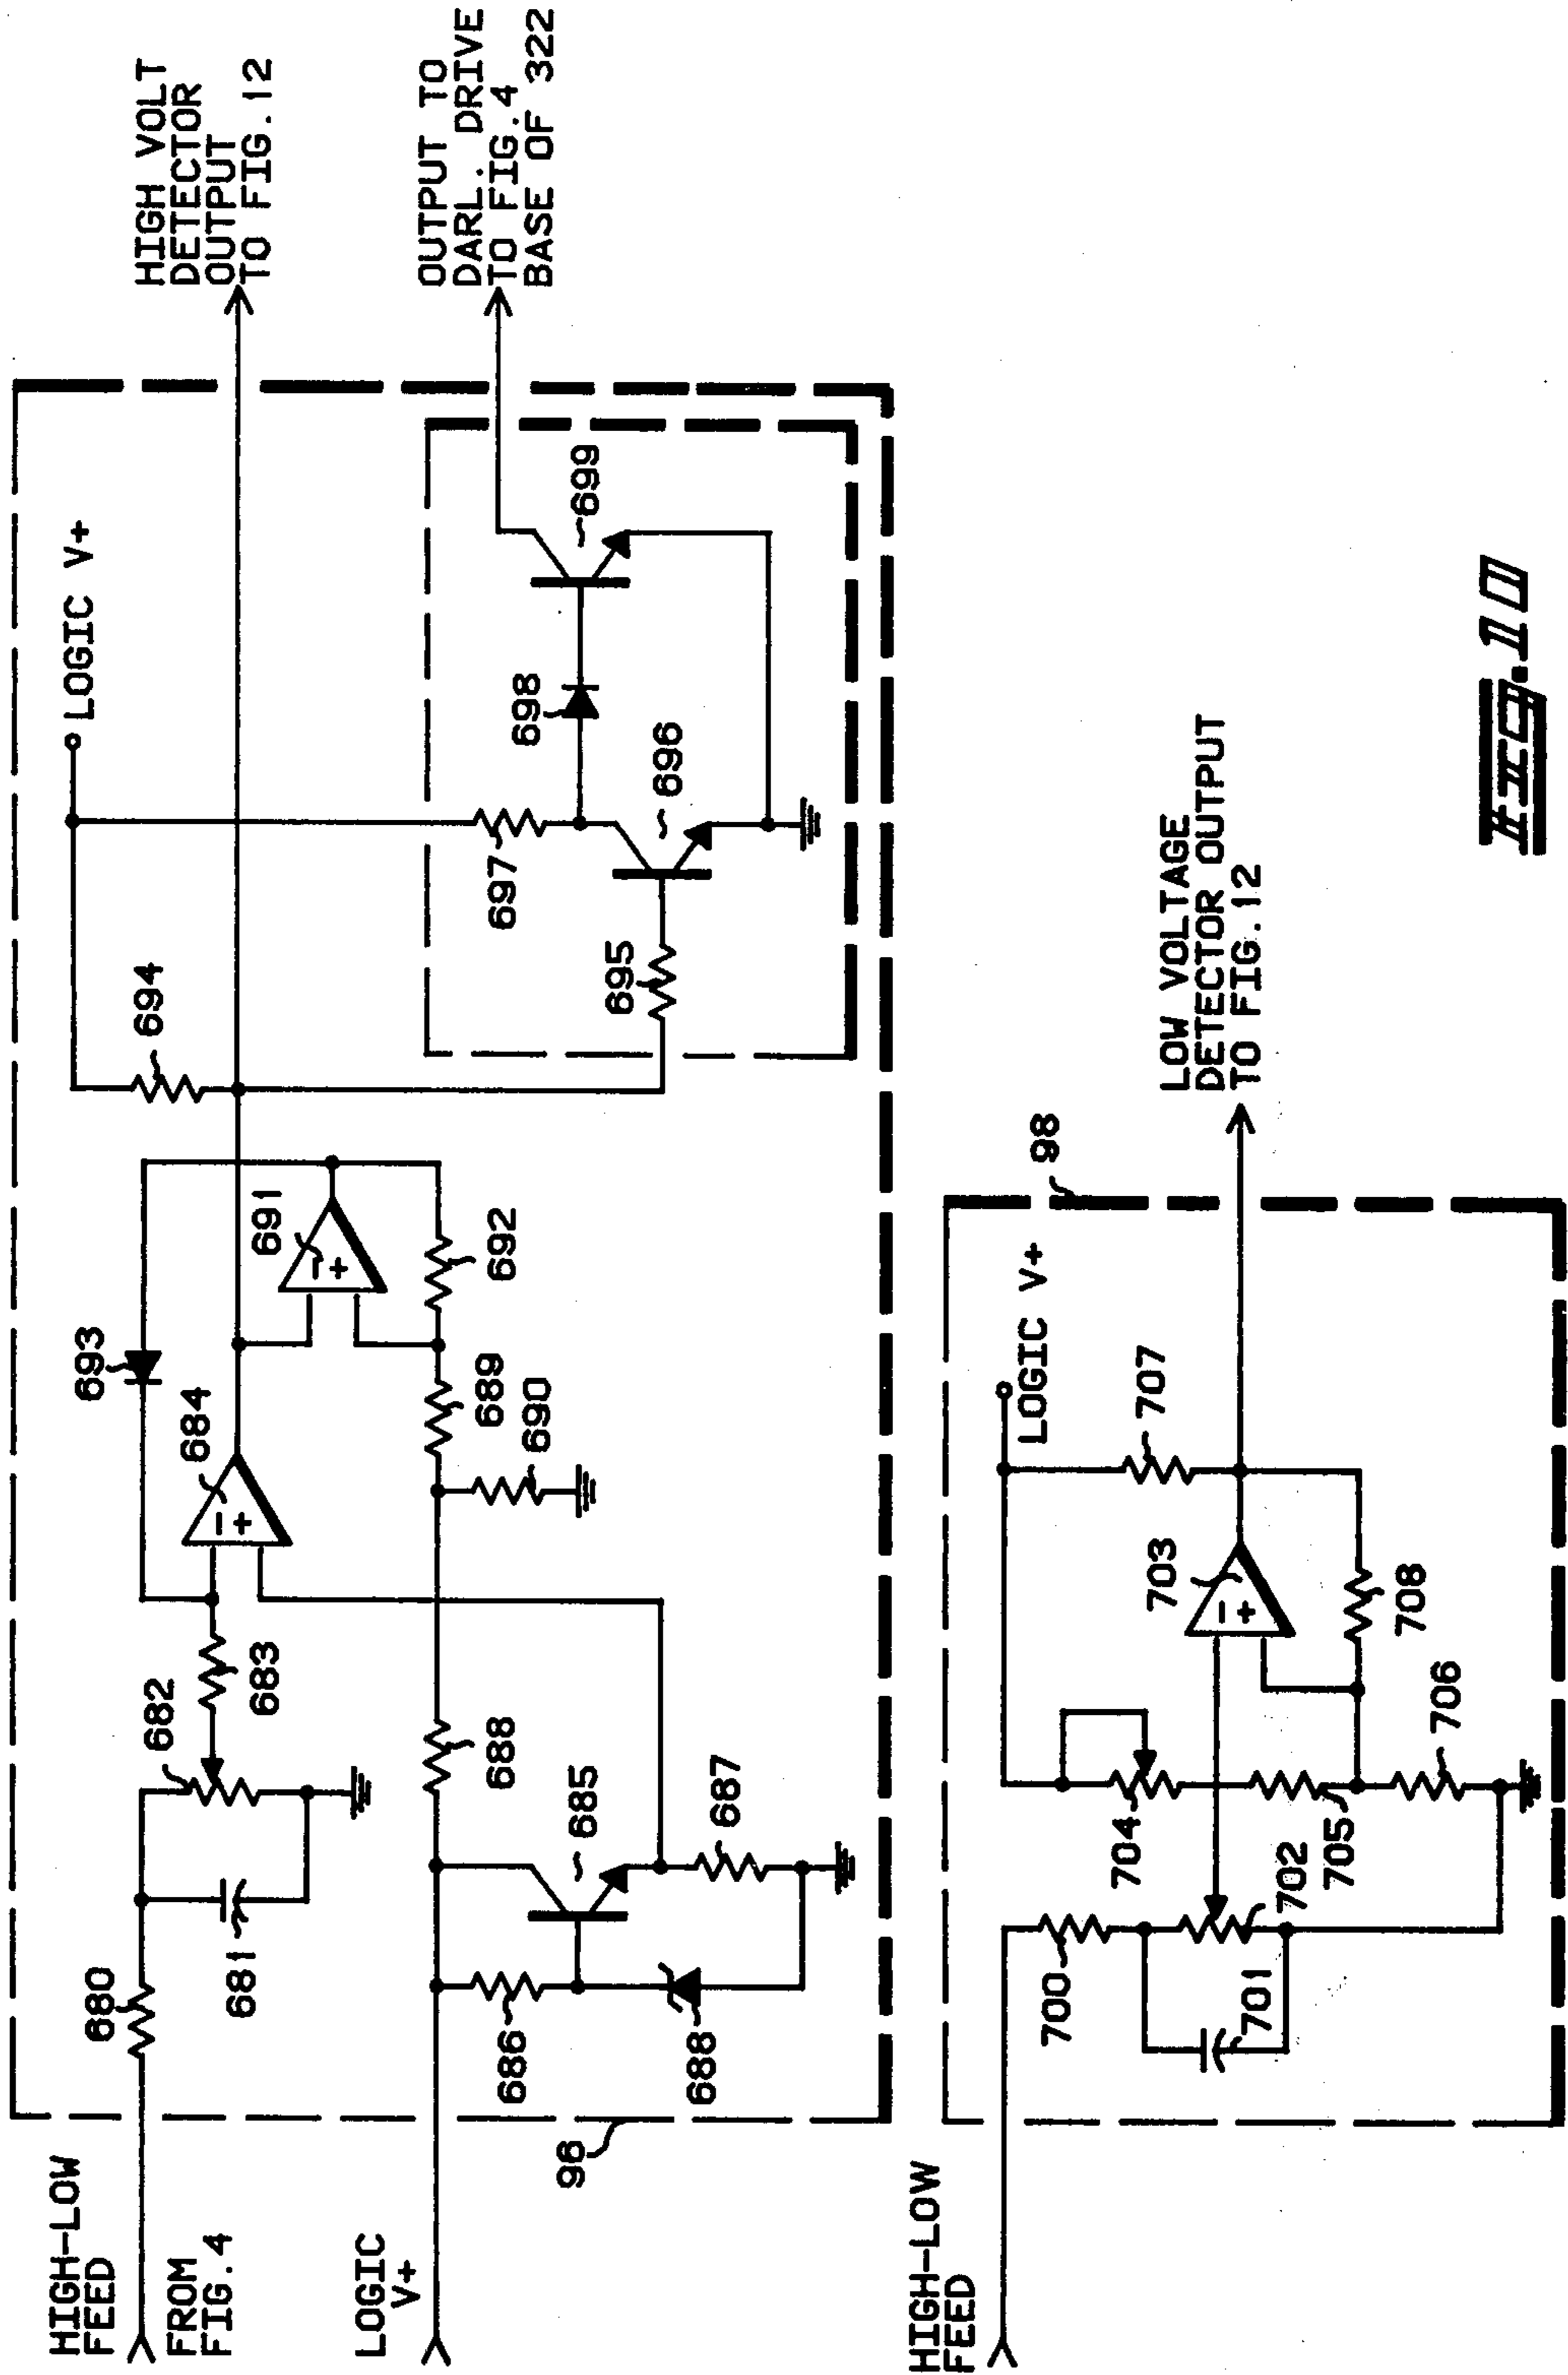 HIGH-LOW
FEED
FROM
FIG.4
LOGIC
V+
96
680
681
682
683
684
-
+
693
685
686
688
687
688
689
690
691
-
+
692
694
LOGIC V+
695
696
697
698
699
HIGH VOLT
DETECTOR
OUTPUT
TO FIG.12
OUTPUT TO
DARL. DRIVE
TO FIG.4
BASE OF 322
HIGH-LOW
FEED
98
700
701
702
703
-
+
704
705
706
707
708
LOGIC V+
LOW VOLTAGE
DETECTOR OUTPUT
TO FIG.12
FIG.10